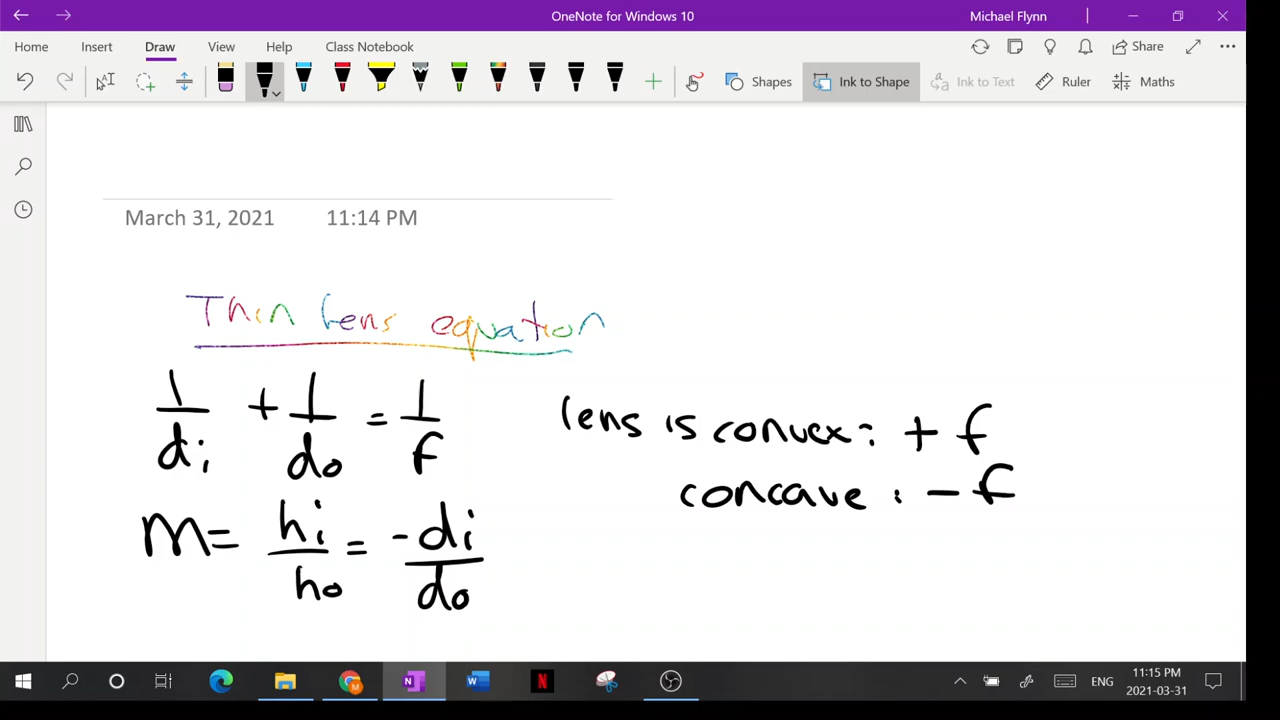 OneNote for Windows 10
Michael Flynn
Home Insert Draw View Help Class Notebook
Share
Shapes Ink to Shape Ink to Text Ruler Maths
March 31, 2021 11:14 PM
Thin Lens equation
1/di + 1/do = 1/f
lens is convex: + f
concave: - f
m = hi/ho = -di/do
ENG
11:15 PM
2021-03-31